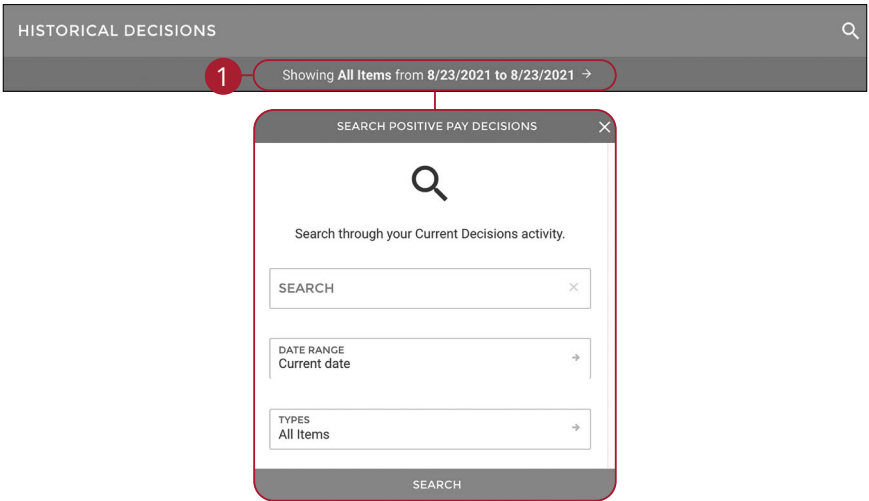 HISTORICAL DECISIONS
1
Showing All Items from 8/23/2021 to 8/23/2021 →
SEARCH POSITIVE PAY DECISIONS
Search through your Current Decisions activity.
SEARCH
DATE RANGE
Current date
TYPES
All Items
SEARCH